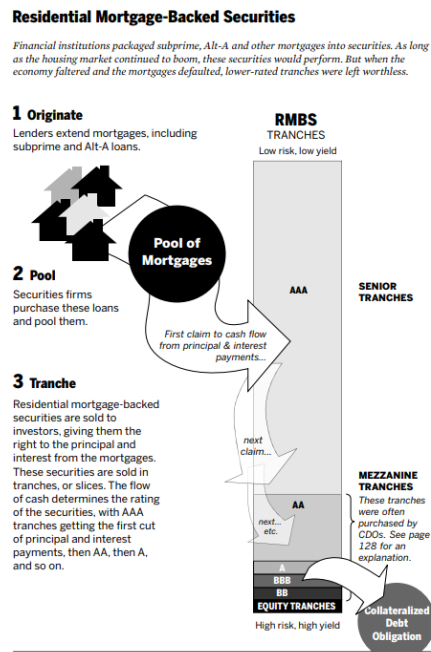 Residential Mortgage-Backed Securities
Financial institutions packaged subprime, Alt-A and other mortgages into securities. As long
as the housing market continued to boom, these securities would perform. But when the
economy faltered and the mortgages defaulted, lower-rated tranches were left worthless.
1 Originate
Lenders extend mortgages, including
subprime and Alt-A loans.
2 Pool
Securities firms
purchase these loans
and pool them.
3 Tranche
Residential mortgage-backed
securities are sold to
investors, giving them the
right to the principal and
interest from the mortgages.
These securities are sold in
tranches, or slices. The flow
of cash determines the rating
of the securities, with AAA
tranches getting the first cut
of principal and interest
payments, then AA, then A,
and so on.
Pool of
Mortgages
First claim to cash flow
from principal & interest
payments...
next
claim...
next...
etc.
RMBS
TRANCHES
Low risk, low yield
AAA
AA
A
BBB
BB
EQUITY TRANCHES
High risk, high yield
SENIOR
TRANCHES
MEZZANINE
TRANCHES
These tranches
were often
purchased by
CDOs. See page
128 for an
explanation.
Collateralized
Debt
Obligation